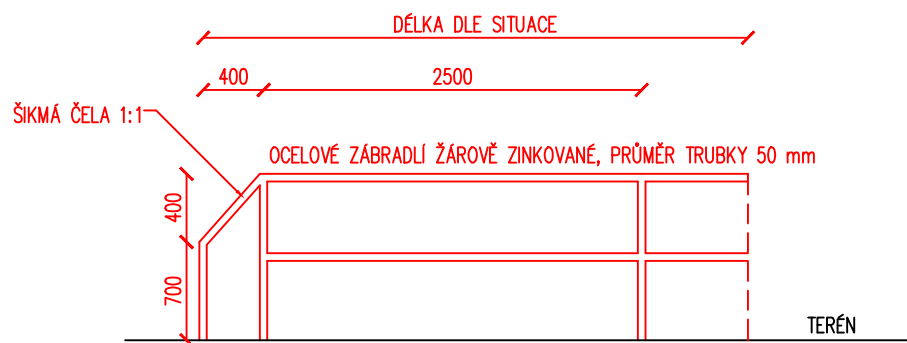 DÉLKA DLE SITUACE
400
2500
ŠIKMÁ ČELA 1:1
OCELOVÉ ZÁBRADLÍ ŽÁROVĚ ZINKOVANÉ, PRŮMĚR TRUBKY 50 mm
400
700
TERÉN